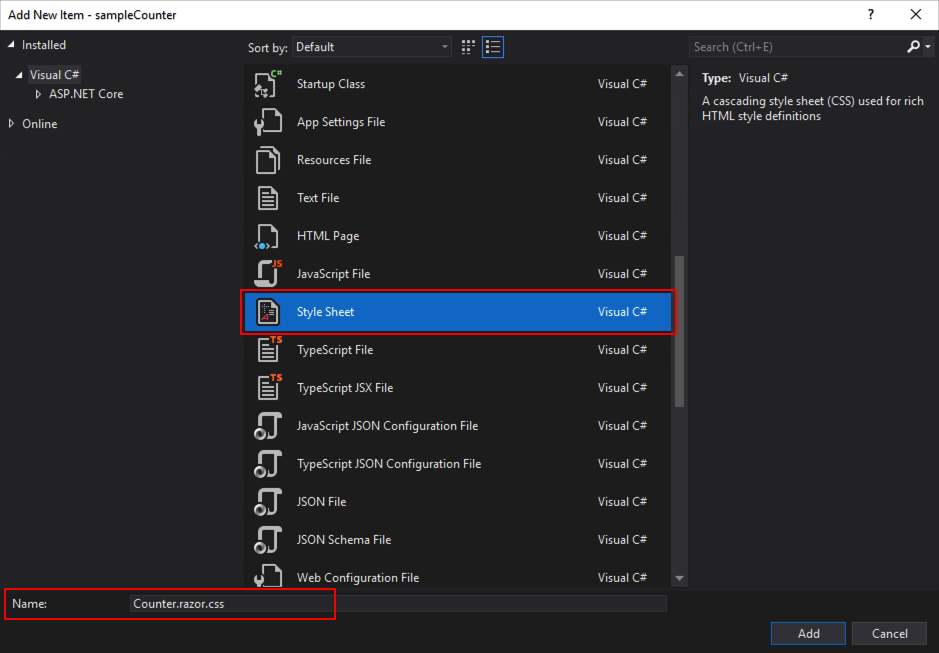 Add New Item - sampleCounter
?
Installed
Visual C#
ASP.NET Core
Online
Sort by: Default
Search (Ctrl+E)
C# Startup Class Visual C#
App Settings File Visual C#
Resources File Visual C#
Text File Visual C#
HTML Page Visual C#
JS JavaScript File Visual C#
Style Sheet Visual C#
TS TypeScript File Visual C#
TS TypeScript JSX File Visual C#
JavaScript JSON Configuration File Visual C#
TypeScript JSON Configuration File Visual C#
JSON File Visual C#
JSON Schema File Visual C#
Web Configuration File Visual C#
Type: Visual C#
A cascading style sheet (CSS) used for rich
HTML style definitions
Name: Counter.razor.css
Add Cancel